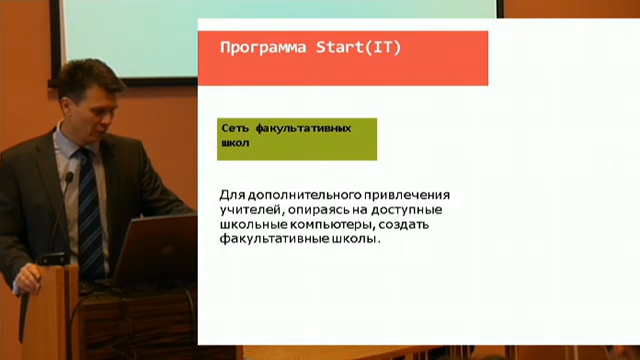 Программа Start(IT)
Сеть факультативных
школ
Для дополнительного привлечения
учителей, опираясь на доступные
школьные компьютеры, создать
факультативные школы.